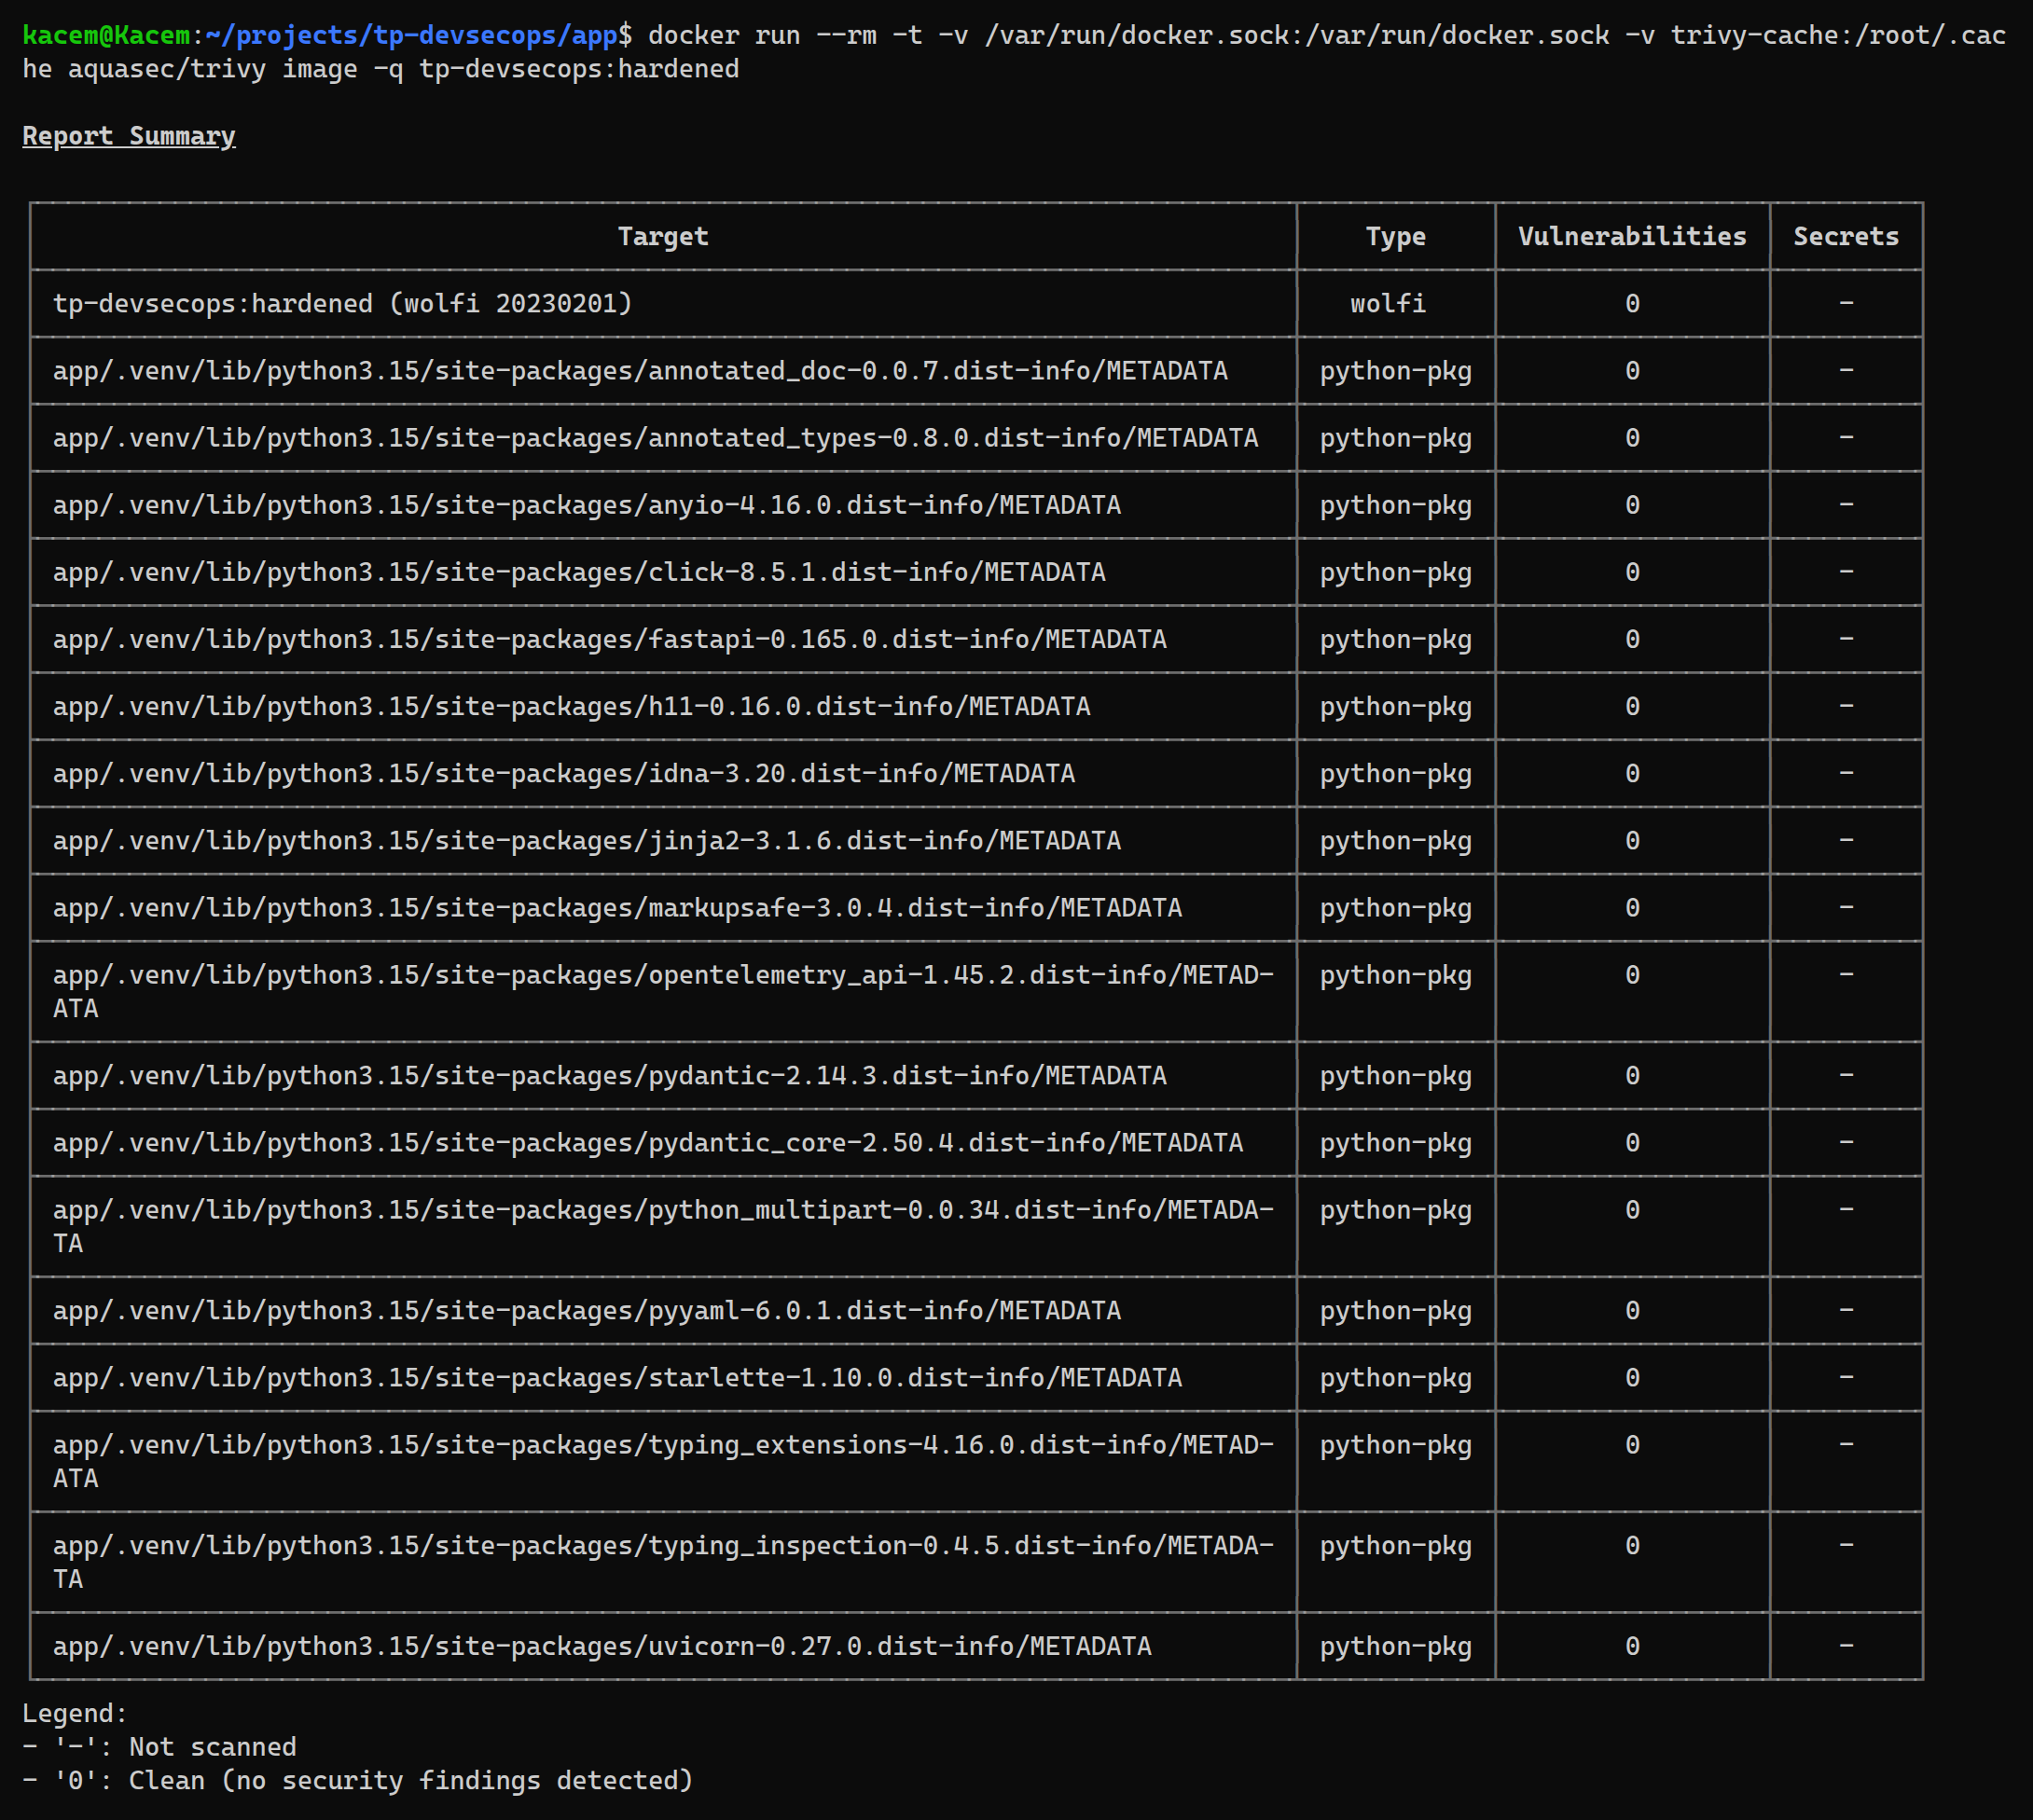 kacem@Kacem:~/projects/tp-devsecops/app$ docker run --rm -t -v /var/run/docker.sock:/var/run/docker.sock -v trivy-cache:/root/.cac
he aquasec/trivy image -q tp-devsecops:hardened
Report Summary
Target Type Vulnerabilities Secrets
tp-devsecops:hardened (wolfi 20230201) wolfi 0 -
app/.venv/lib/python3.15/site-packages/annotated_doc-0.0.7.dist-info/METADATA python-pkg 0 -
app/.venv/lib/python3.15/site-packages/annotated_types-0.8.0.dist-info/METADATA python-pkg 0 -
app/.venv/lib/python3.15/site-packages/anyio-4.16.0.dist-info/METADATA python-pkg 0 -
app/.venv/lib/python3.15/site-packages/click-8.5.1.dist-info/METADATA python-pkg 0 -
app/.venv/lib/python3.15/site-packages/fastapi-0.165.0.dist-info/METADATA python-pkg 0 -
app/.venv/lib/python3.15/site-packages/h11-0.16.0.dist-info/METADATA python-pkg 0 -
app/.venv/lib/python3.15/site-packages/idna-3.20.dist-info/METADATA python-pkg 0 -
app/.venv/lib/python3.15/site-packages/jinja2-3.1.6.dist-info/METADATA python-pkg 0 -
app/.venv/lib/python3.15/site-packages/markupsafe-3.0.4.dist-info/METADATA python-pkg 0 -
app/.venv/lib/python3.15/site-packages/opentelemetry_api-1.45.2.dist-info/METAD- python-pkg 0 -
ATA
app/.venv/lib/python3.15/site-packages/pydantic-2.14.3.dist-info/METADATA python-pkg 0 -
app/.venv/lib/python3.15/site-packages/pydantic_core-2.50.4.dist-info/METADATA python-pkg 0 -
app/.venv/lib/python3.15/site-packages/python_multipart-0.0.34.dist-info/METADA- python-pkg 0 -
TA
app/.venv/lib/python3.15/site-packages/pyyaml-6.0.1.dist-info/METADATA python-pkg 0 -
app/.venv/lib/python3.15/site-packages/starlette-1.10.0.dist-info/METADATA python-pkg 0 -
app/.venv/lib/python3.15/site-packages/typing_extensions-4.16.0.dist-info/METAD- python-pkg 0 -
ATA
app/.venv/lib/python3.15/site-packages/typing_inspection-0.4.5.dist-info/METADA- python-pkg 0 -
TA
app/.venv/lib/python3.15/site-packages/uvicorn-0.27.0.dist-info/METADATA python-pkg 0 -
Legend:
- '-': Not scanned
- '0': Clean (no security findings detected)